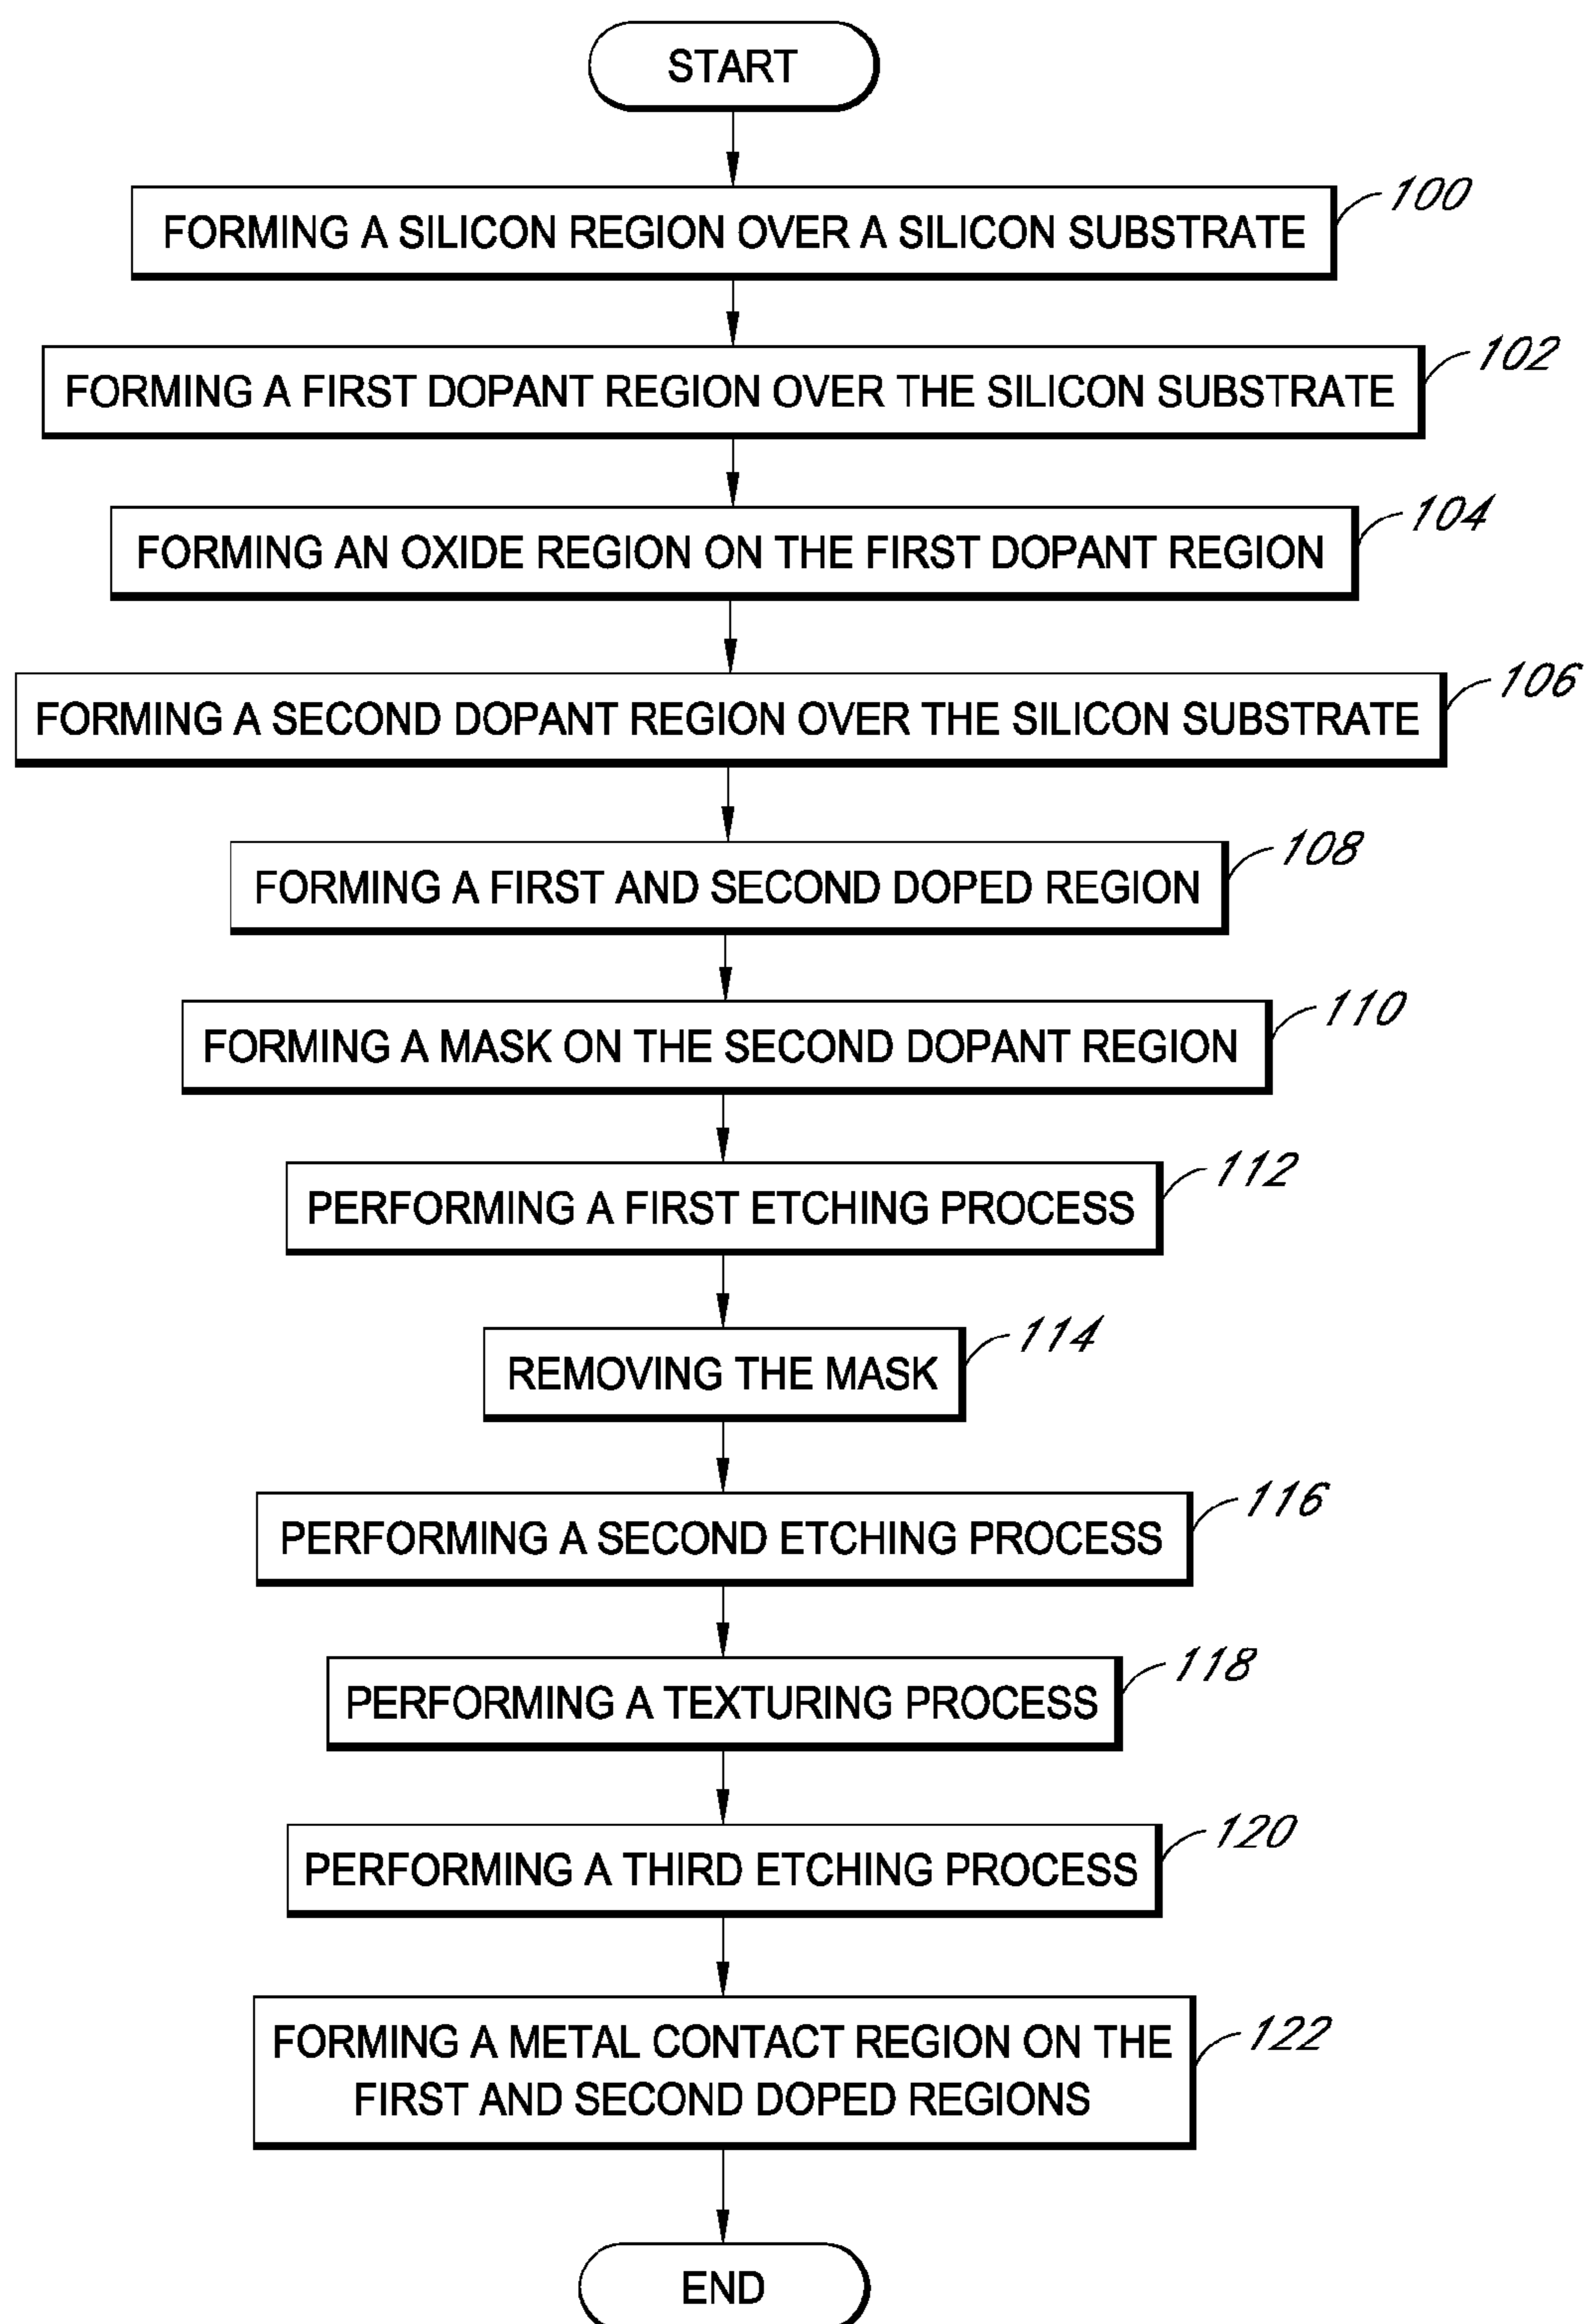 START
FORMING A SILICON REGION OVER A SILICON SUBSTRATE
100
FORMING A FIRST DOPANT REGION OVER THE SILICON SUBSTRATE
102
FORMING AN OXIDE REGION ON THE FIRST DOPANT REGION
104
FORMING A SECOND DOPANT REGION OVER THE SILICON SUBSTRATE
106
FORMING A FIRST AND SECOND DOPED REGION
108
FORMING A MASK ON THE SECOND DOPANT REGION
110
PERFORMING A FIRST ETCHING PROCESS
112
REMOVING THE MASK
114
PERFORMING A SECOND ETCHING PROCESS
116
PERFORMING A TEXTURING PROCESS
118
PERFORMING A THIRD ETCHING PROCESS
120
FORMING A METAL CONTACT REGION ON THE
FIRST AND SECOND DOPED REGIONS
122
END